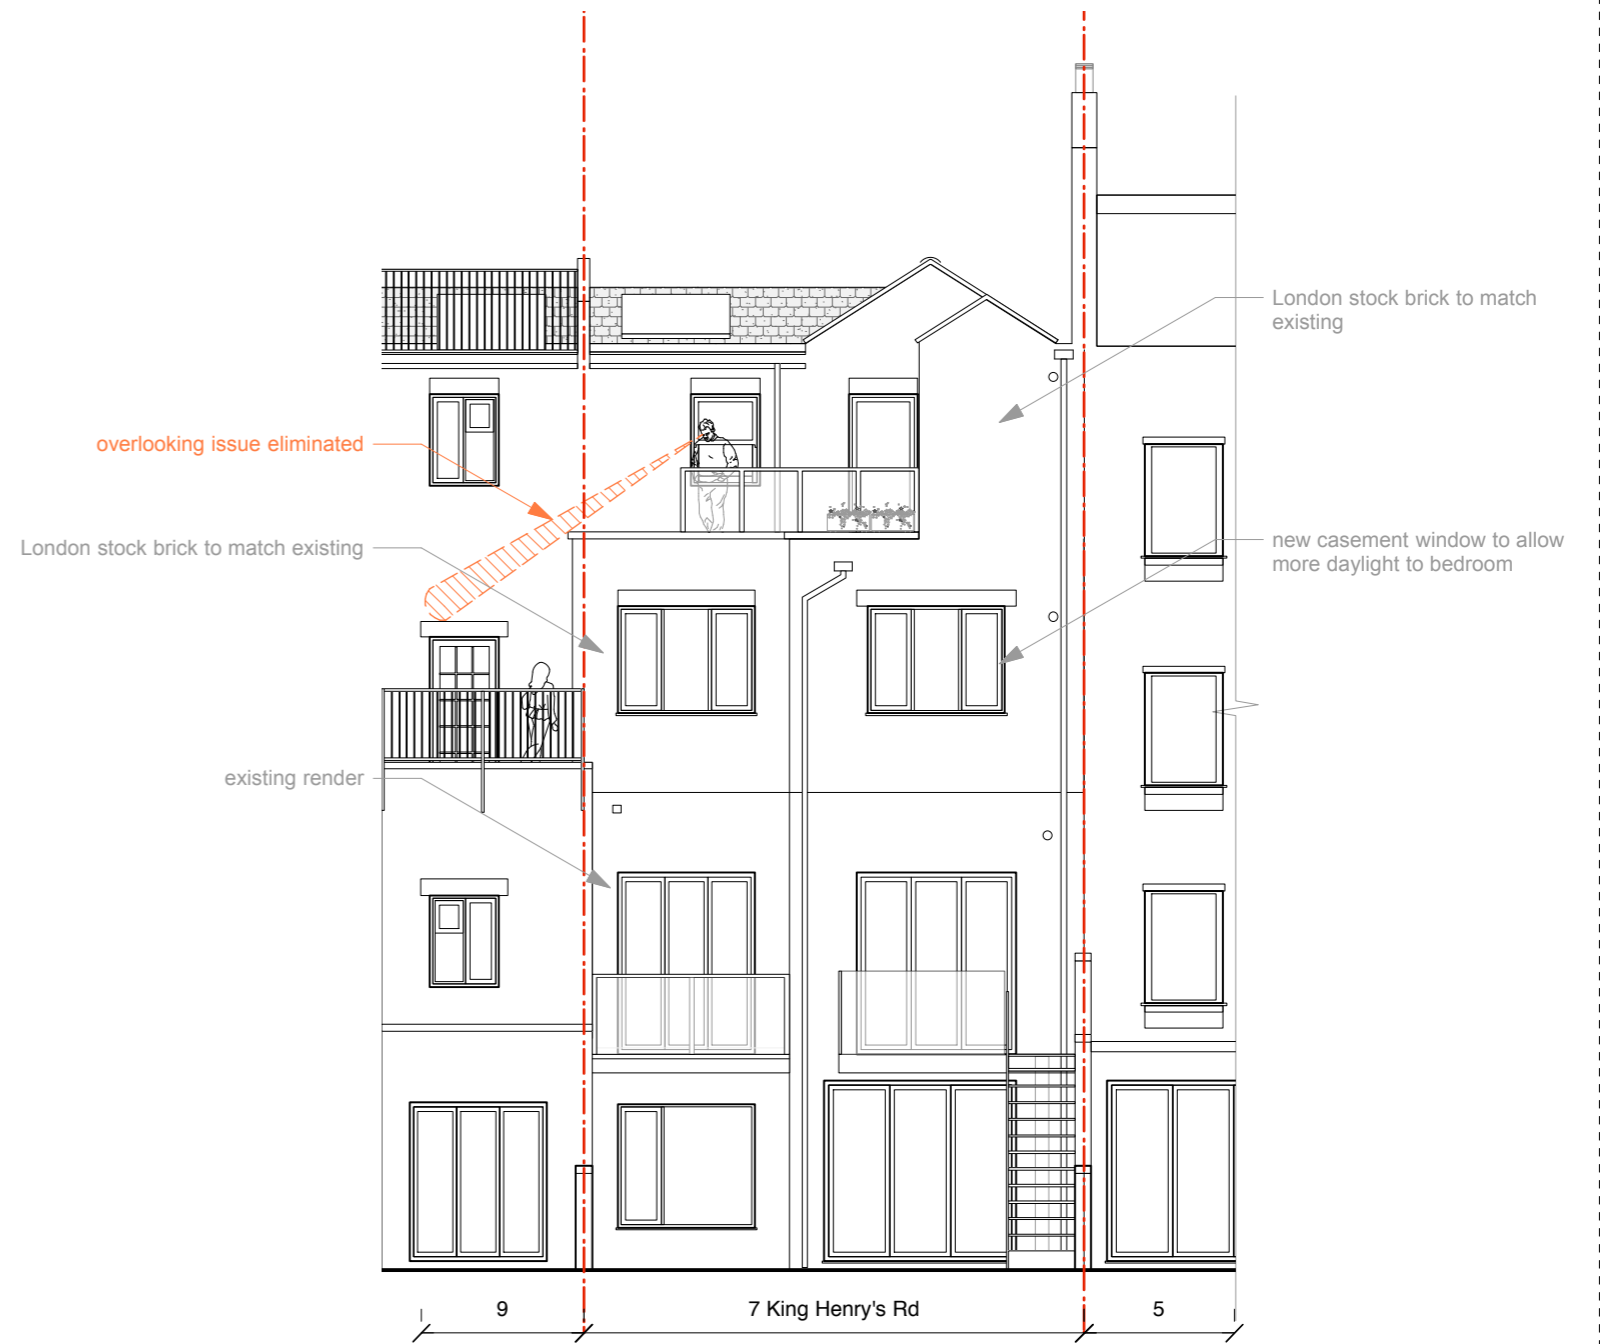 London stock brick to match
existing
overlooking issue eliminated
London stock brick to match existing
new casement window to allow
more daylight to bedroom
existing render
9
7 King Henry's Rd
5